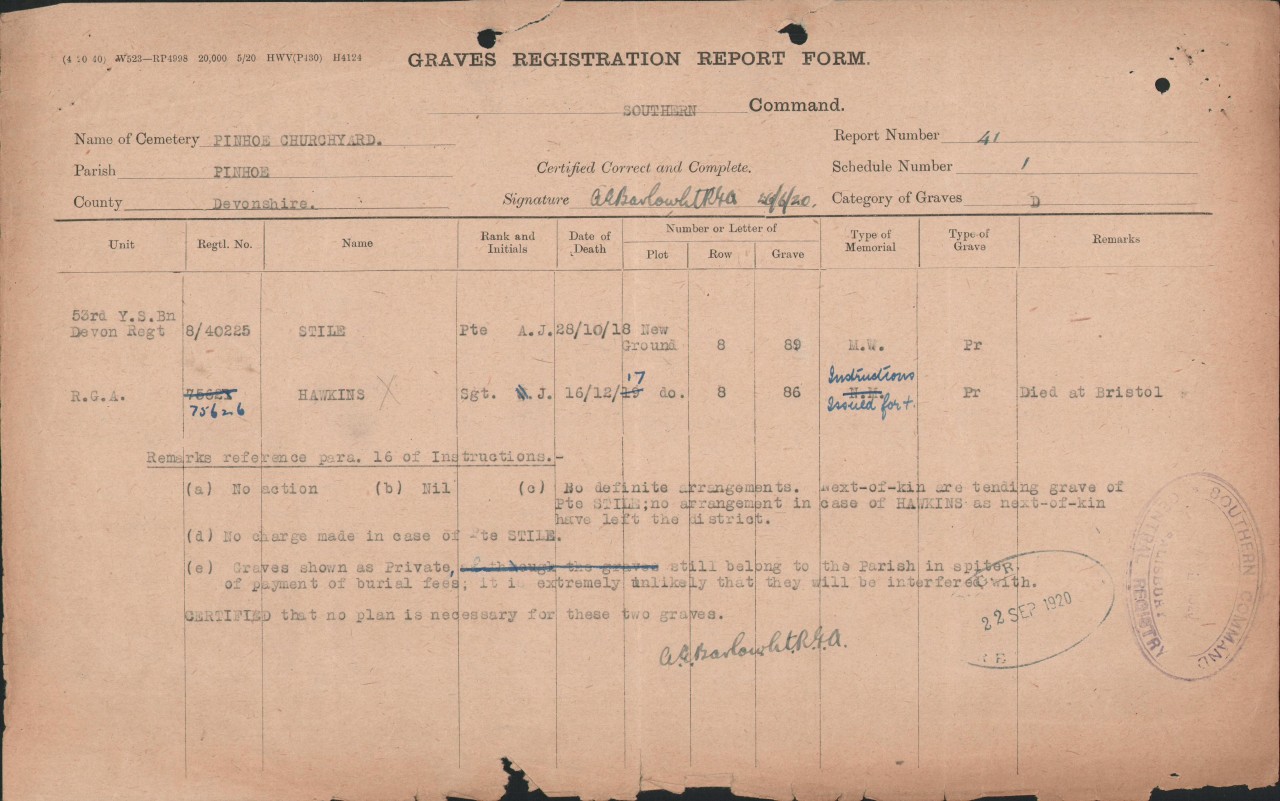 (4 10 40) W523—RP4998 20,000 5/20 HWV(P130) H4124
GRAVES REGISTRATION REPORT FORM.
SOUTHERN Command.
Name of Cemetery PINHOE CHURCHYARD.
Report Number 41
Parish PINHOE
Certified Correct and Complete.
Schedule Number 1
County Devonshire.
Signature A.G. Barlow Lt R.G.A /6/20.
Category of Graves D
Unit Regtl. No. Name Rank and Initials Date of Death Number or Letter of Plot Row Grave Type of Memorial Type of Grave Remarks
53rd Y.S.Bn
Devon Regt 8/40225 STILE Pte A.J. 28/10/18 New
Ground 8 89 M.W. Pr
17 Instructions
R.G.A. 75625 HAWKINS X Sgt. J. 16/12/19 do. 8 86 N.M. Pr Died at Bristol
75626 Issued for +.
Remarks reference para. 16 of Instructions.-
(a) No action (b) Nil (c) No definite arrangements. Next-of-kin are tending grave of
Pte STILE;no arrangement in case of HAWKINS as next-of-kin
have left the district.
(d) No charge made in case of Pte STILE.
(e) Graves shown as Private, although the graves still belong to the Parish in spite
of payment of burial fees; it is extremely unlikely that they will be interfered with.
CERTIFIED that no plan is necessary for these two graves.
A.G. Barlow Lt. R.G.A.
22 SEP 1920
SOUTHERN COMMAND
CENTRAL REGISTRY
SALISBURY